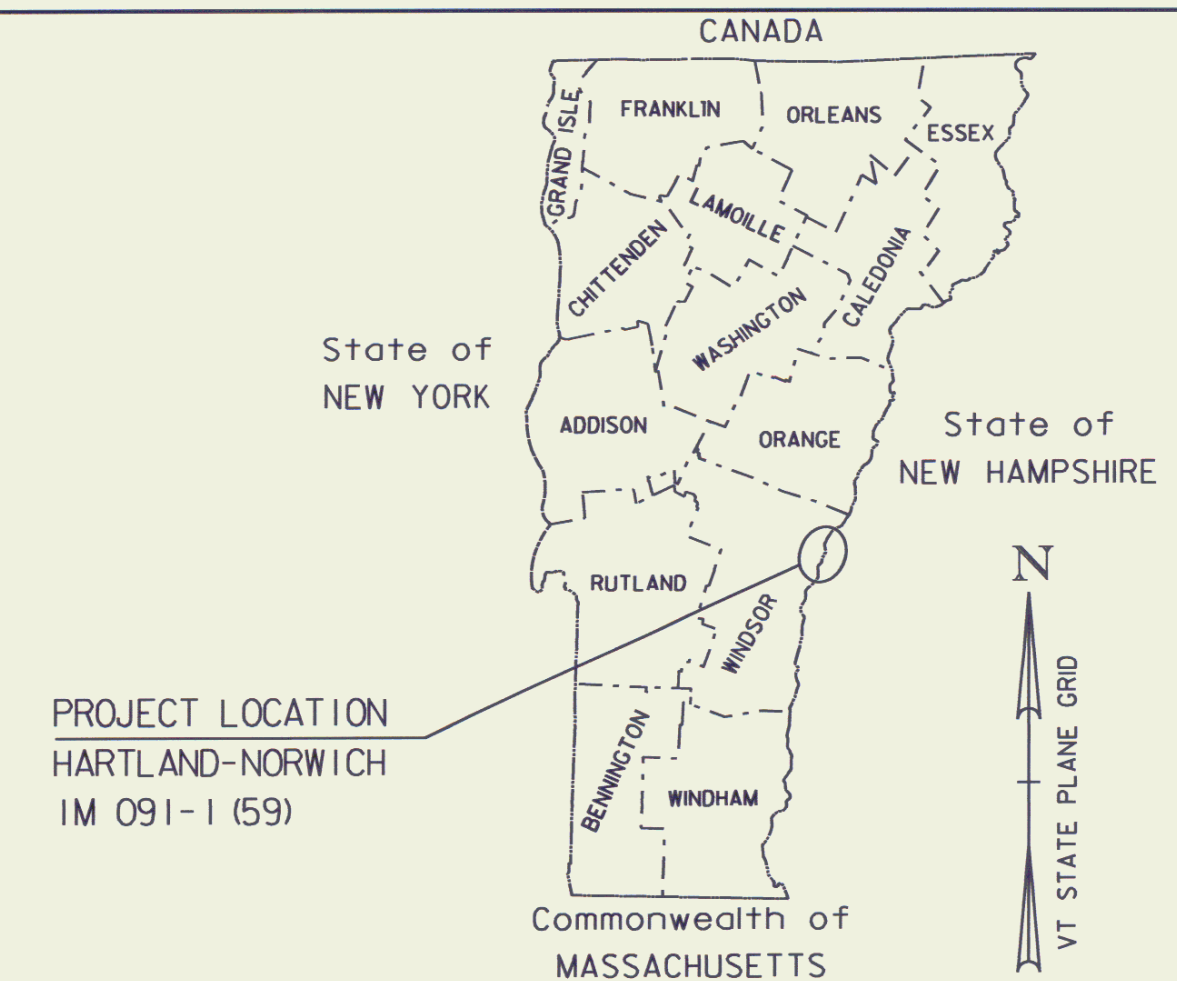 CANADA
GRAND ISLE
FRANKLIN
ORLEANS
ESSEX
LAMOILLE
CHITTENDEN
CALEDONIA
WASHINGTON
State of
NEW YORK
ADDISON
ORANGE
State of
NEW HAMPSHIRE
N
RUTLAND
WINDSOR
VT STATE PLANE GRID
PROJECT LOCATION
HARTLAND-NORWICH
IM 091-1 (59)
BENNINGTON
WINDHAM
Commonwealth of
MASSACHUSETTS